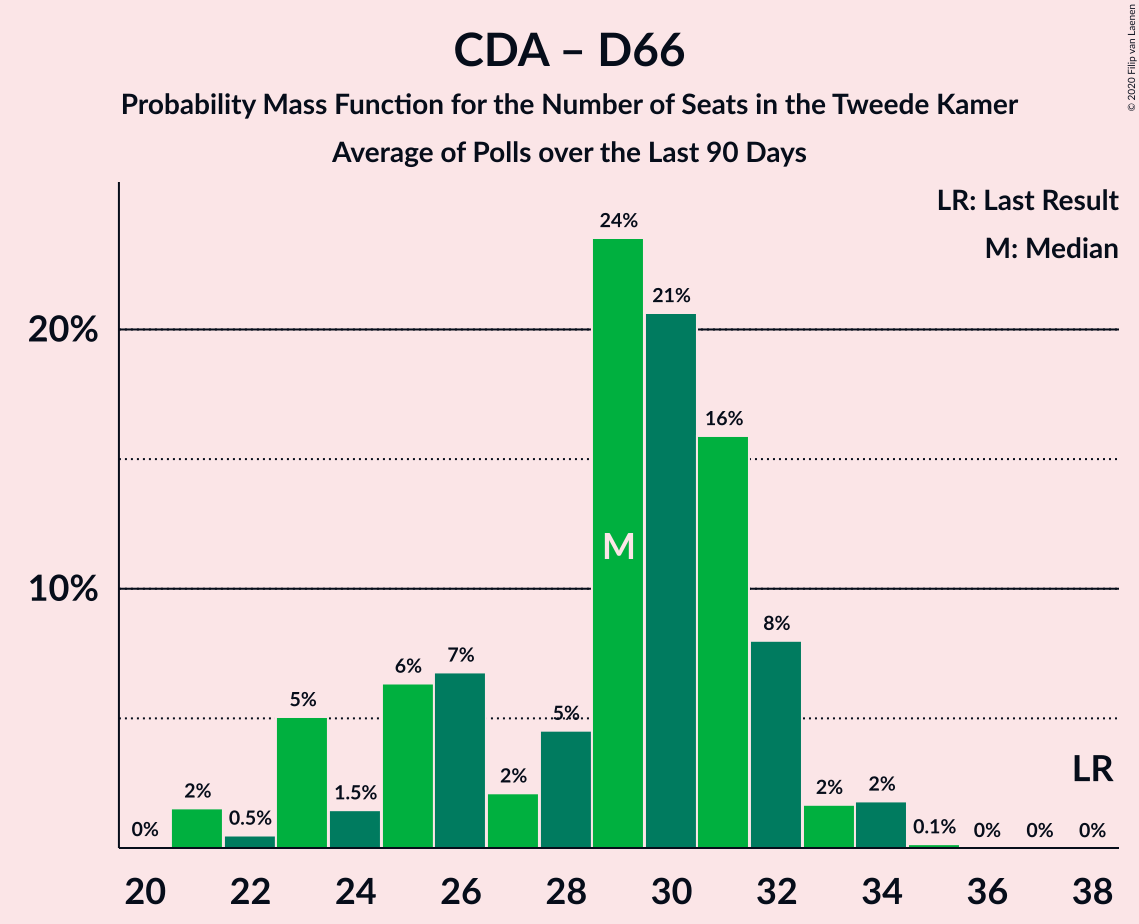 CDA – D66
Probability Mass Function for the Number of Seats in the Tweede Kamer
Average of Polls over the Last 90 Days
© 2020 Filip van Laenen
LR: Last Result
M: Median
20%
10%
0%
2%
0.5%
5%
1.5%
6%
7%
2%
5%
24%
21%
16%
8%
2%
2%
0.1%
0%
0%
0%
M
LR
20 22 24 26 28 30 32 34 36 38